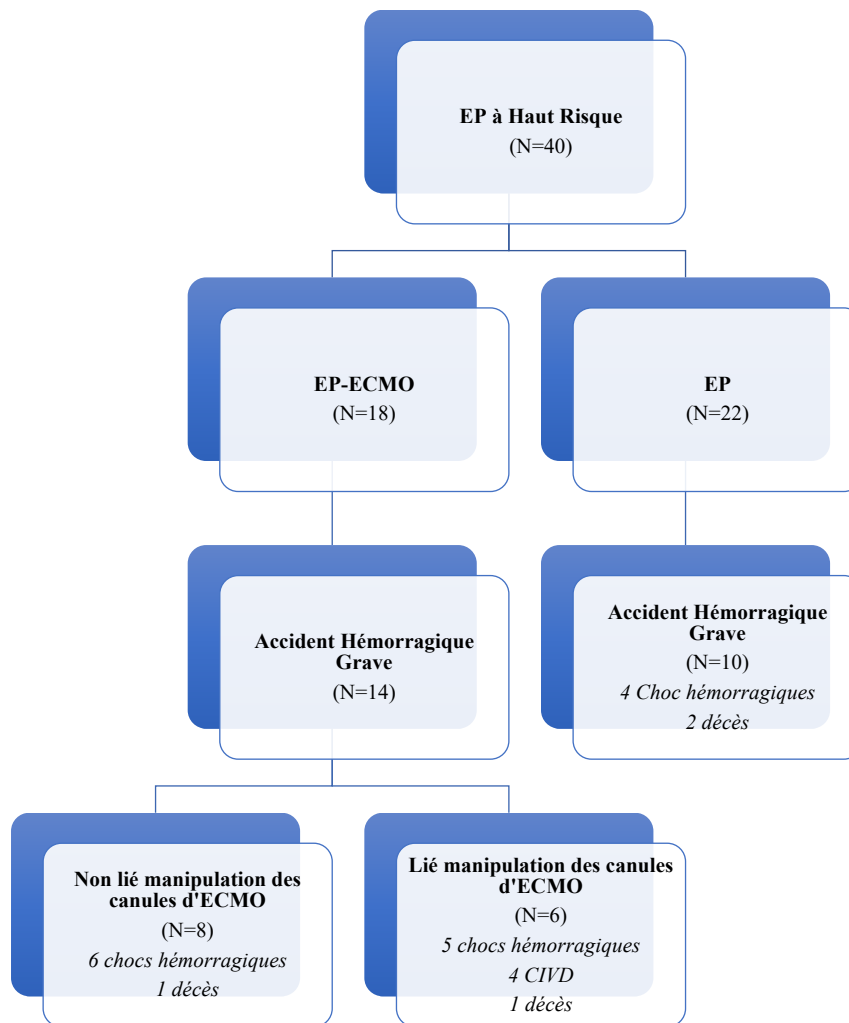 EP à Haut Risque
(N=40)
EP-ECMO
(N=18)
EP
(N=22)
Accident Hémorragique
Grave
(N=14)
Accident Hémorragique
Grave
(N=10)
4 Choc hémorragiques
2 décès
Non lié manipulation des
canules d'ECMO
(N=8)
6 chocs hémorragiques
1 décès
Lié manipulation des canules
d'ECMO
(N=6)
5 chocs hémorragiques
4 CIVD
1 décès